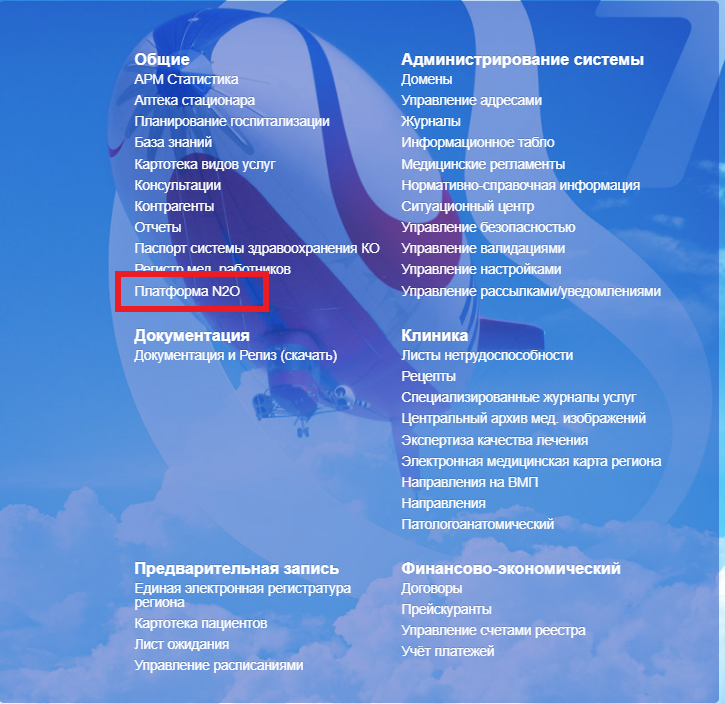 Общие
АРМ Статистика
Аптека стационара
Планирование госпитализации
База знаний
Картотека видов услуг
Консультации
Контрагенты
Отчеты
Паспорт системы здравоохранения КО
Регистр мед. работников
Платформа N2O
Документация
Документация и Релиз (скачать)
Предварительная запись
Единая электронная регистратура
региона
Картотека пациентов
Лист ожидания
Управление расписаниями
Администрирование системы
Домены
Управление адресами
Журналы
Информационное табло
Медицинские регламенты
Нормативно-справочная информация
Ситуационный центр
Управление безопасностью
Управление валидациями
Управление настройками
Управление рассылками/уведомлениями
Клиника
Листы нетрудоспособности
Рецепты
Специализированные журналы услуг
Центральный архив мед. изображений
Экспертиза качества лечения
Электронная медицинская карта региона
Направления на ВМП
Направления
Патологоанатомический
Финансово-экономический
Договоры
Прейскуранты
Управление счетами реестра
Учёт платежей
7